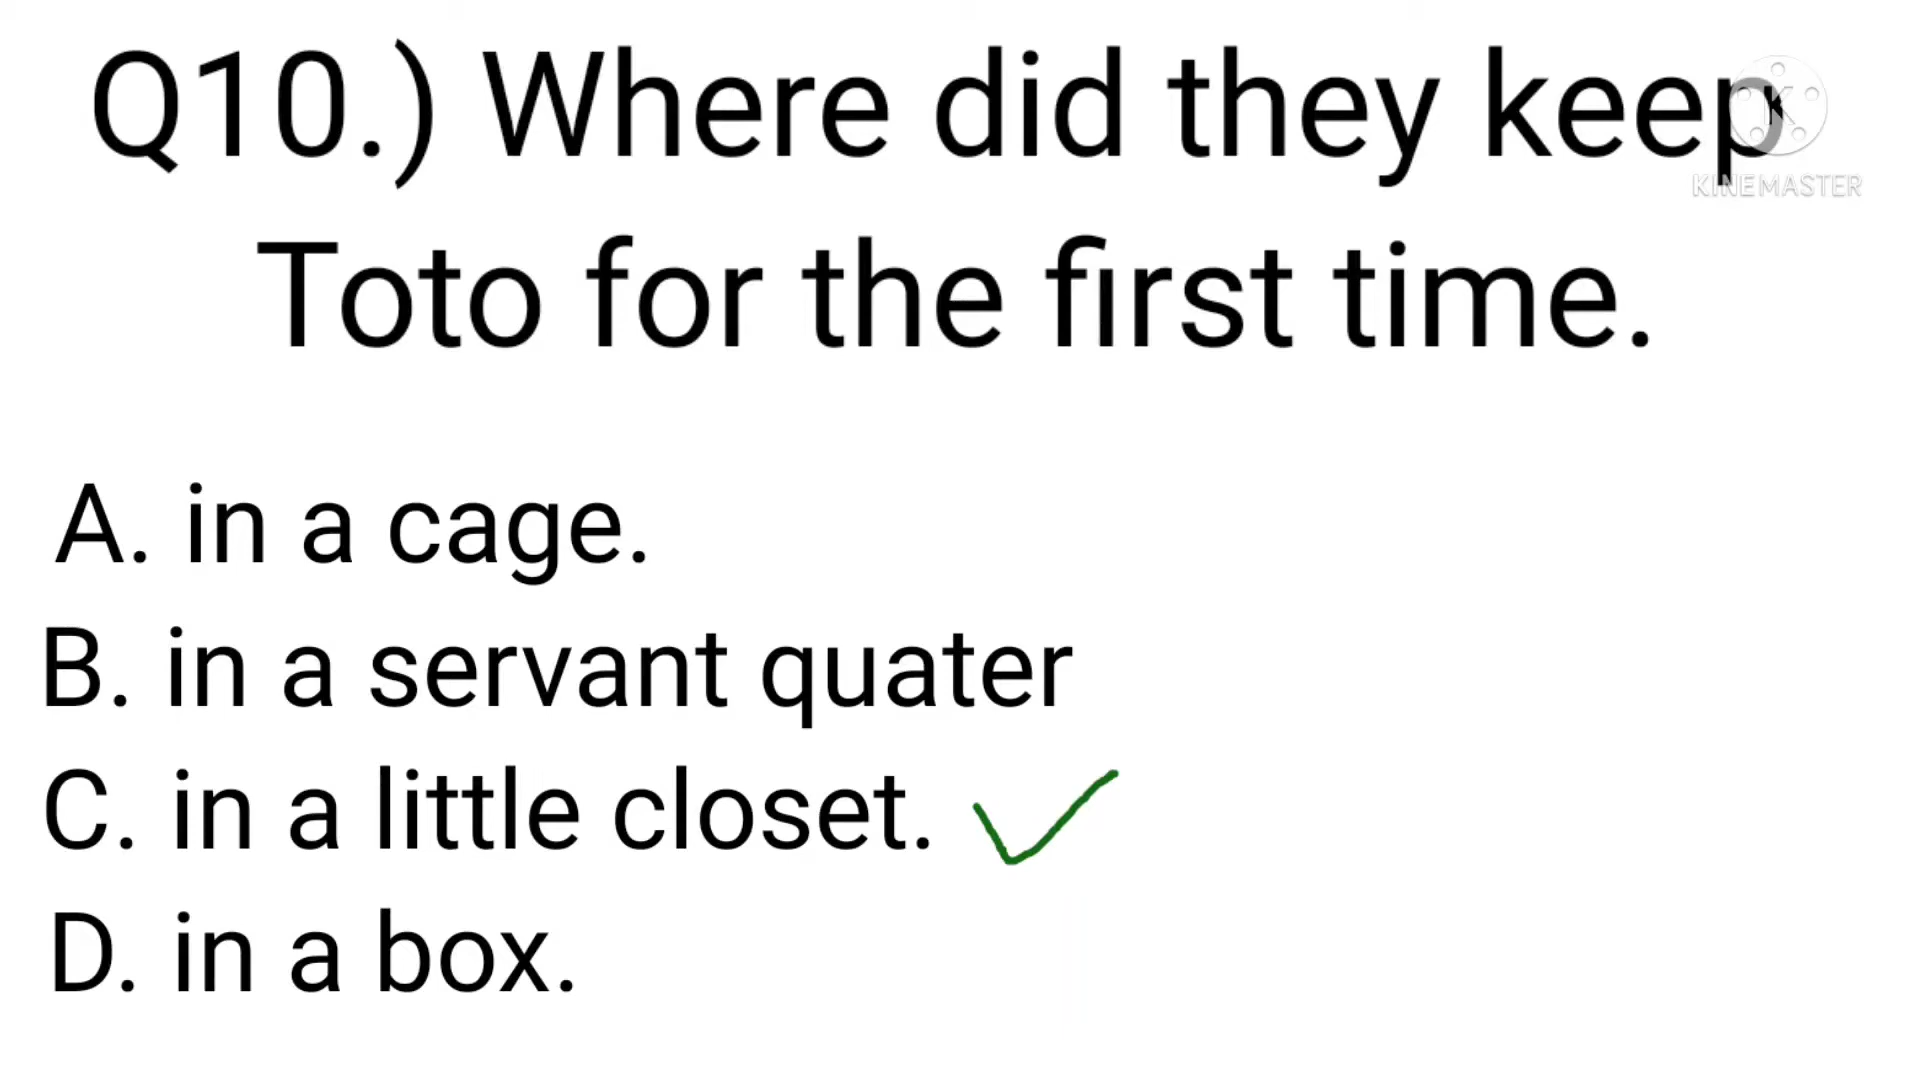 Q10.) Where did they keep
KINEMASTER
Toto for the first time.
A. in a cage.
B. in a servant quater
C. in a little closet.
D. in a box.